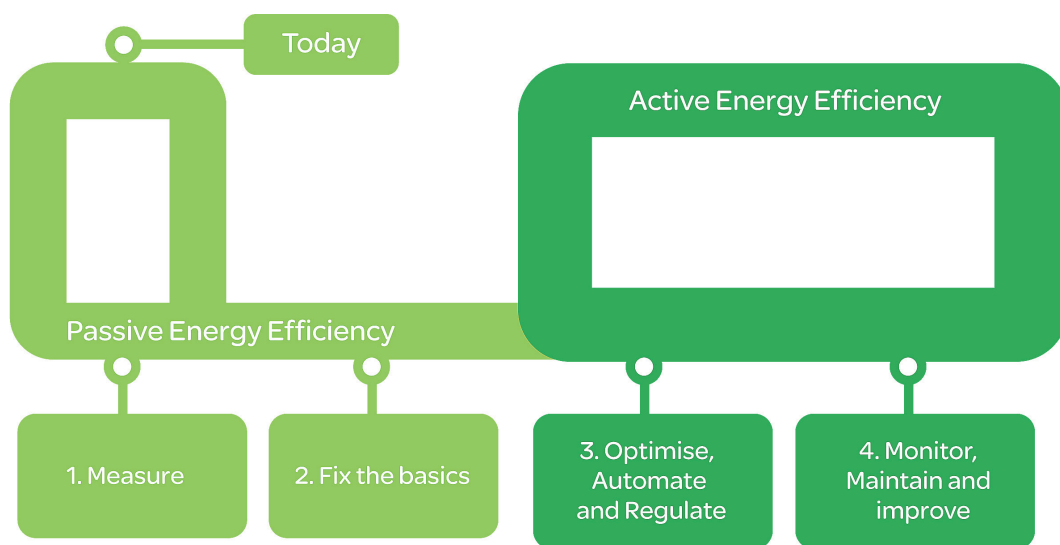 Today
Active Energy Efficiency
Passive Energy Efficiency
1. Measure
2. Fix the basics
3. Optimise,
Automate
and Regulate
4. Monitor,
Maintain and
improve